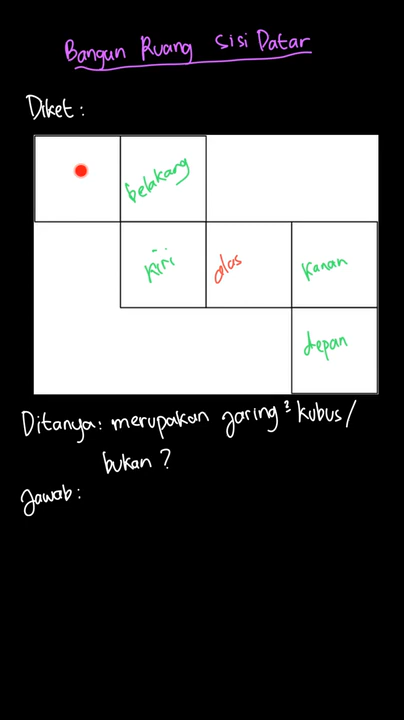 Bangun Ruang Sisi Datar
Diket :
belakang
kiri
alas
kanan
depan
Ditanya : merupakan jaring² kubus /
bukan ?
Jawab :